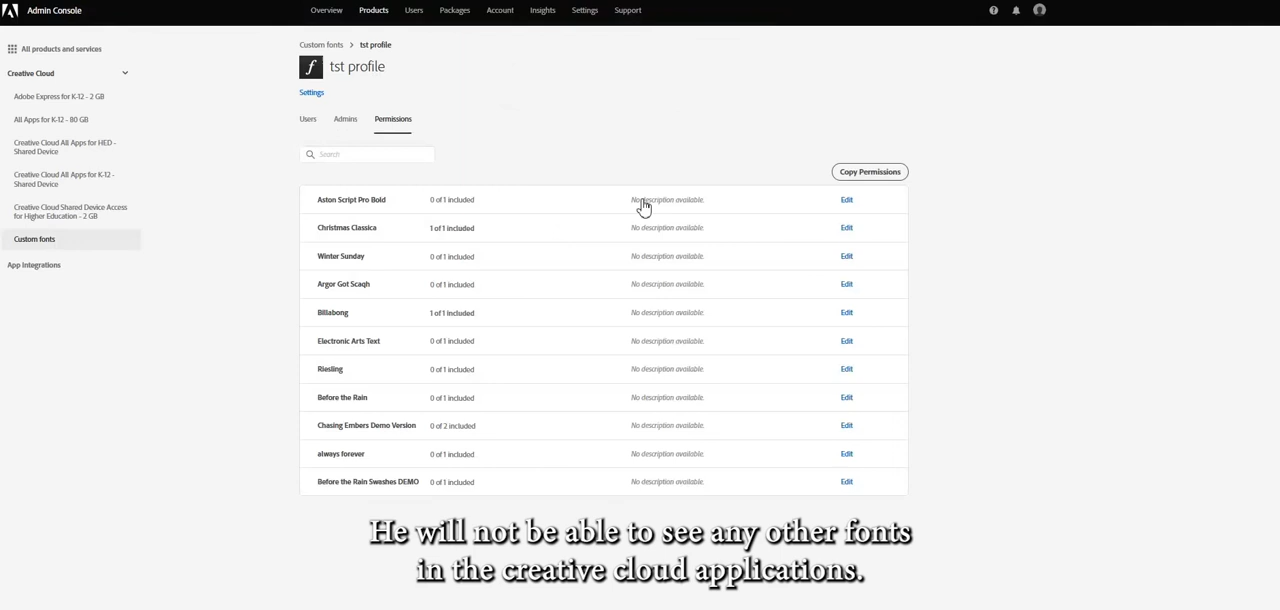 Admin Console
Overview Products Users Packages Account Insights Settings Support
All products and services
Creative Cloud
Adobe Express for K-12 - 2 GB
All Apps for K-12 - 80 GB
Creative Cloud All Apps for HED -
Shared Device
Creative Cloud All Apps for K-12 -
Shared Device
Creative Cloud Shared Device Access
for Higher Education - 2 GB
Custom fonts
App Integrations
Custom fonts > tst profile
tst profile
Settings
Users Admins Permissions
Search
Copy Permissions
Aston Script Pro Bold 0 of 1 included No description available. Edit
Christmas Classica 1 of 1 included No description available. Edit
Winter Sunday 0 of 1 included No description available. Edit
Argor Got Scaqh 0 of 1 included No description available. Edit
Billabong 1 of 1 included No description available. Edit
Electronic Arts Text 0 of 1 included No description available. Edit
Riesling 0 of 1 included No description available. Edit
Before the Rain 0 of 1 included No description available. Edit
Chasing Embers Demo Version 0 of 2 included No description available. Edit
always forever 0 of 1 included No description available. Edit
Before the Rain Swashes DEMO 0 of 1 included No description available. Edit
He will not be able to see any other fonts
in the creative cloud applications.